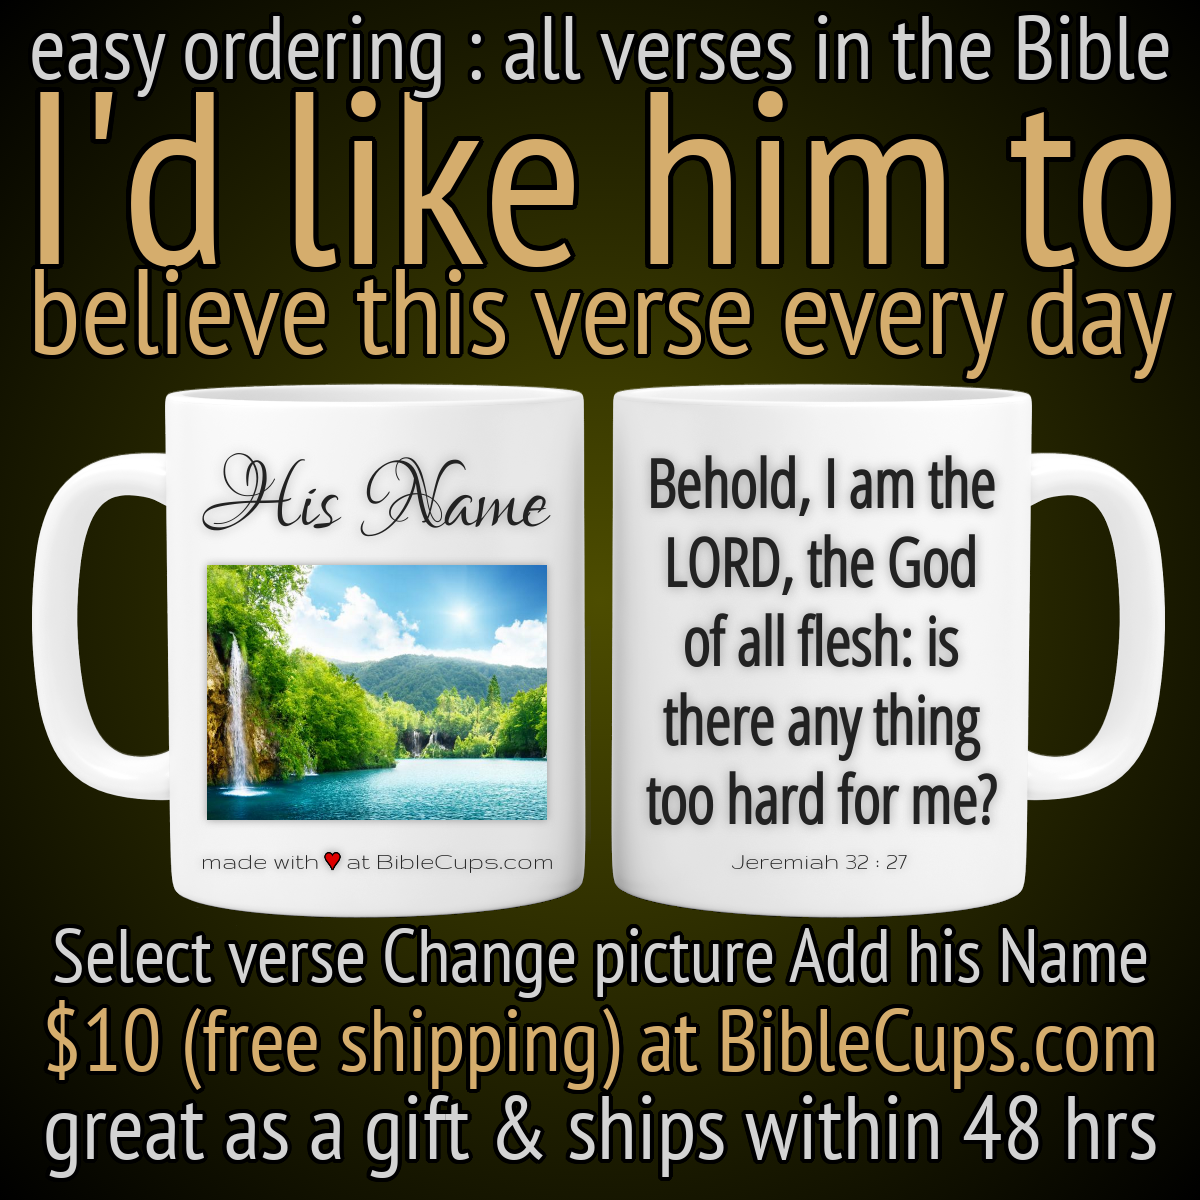 easy ordering : all verses in the Bible
I'd like him to
believe this verse every day
His Name
made with ♥ at BibleCups.com
Behold, I am the
LORD, the God
of all flesh: is
there any thing
too hard for me?
Jeremiah 32 : 27
Select verse Change picture Add his Name
$10 (free shipping) at BibleCups.com
great as a gift & ships within 48 hrs